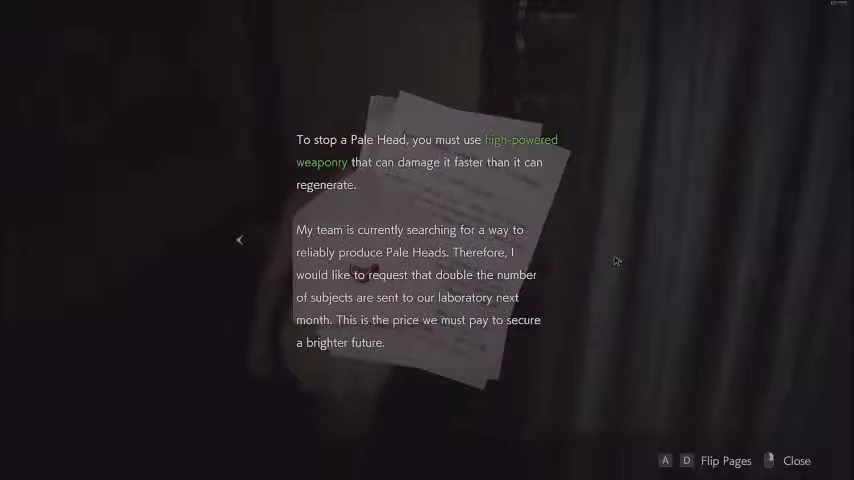 To stop a Pale Head, you must use high-powered
weaponry that can damage it faster than it can
regenerate.
My team is currently searching for a way to
reliably produce Pale Heads. Therefore, I
would like to request that double the number
of subjects are sent to our laboratory next
month. This is the price we must pay to secure
a brighter future.
A D Flip Pages Close